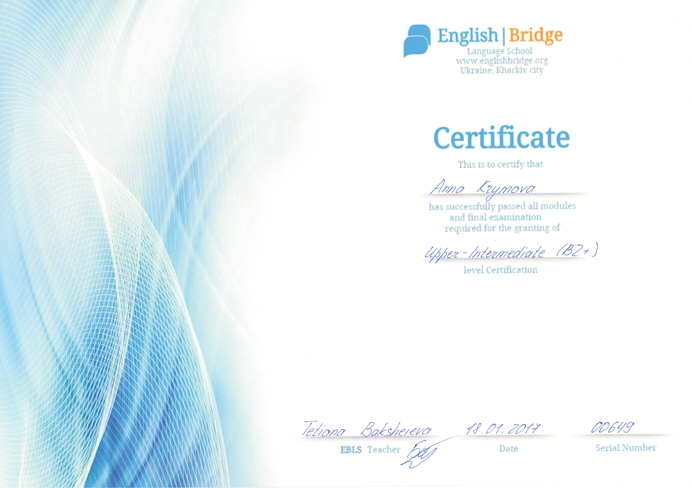 English | Bridge
Language School
www.englishbridge.org
Ukraine, Kharkiv city
Certificate
This is to certify that
Anna Krymova
has successfully passed all modules
and final examination
required for the granting of
Upper-Intermediate (B2+)
level Certification
Tetiana Baksheieva 18.01.2017 00649
EBLS Teacher Date Serial Number